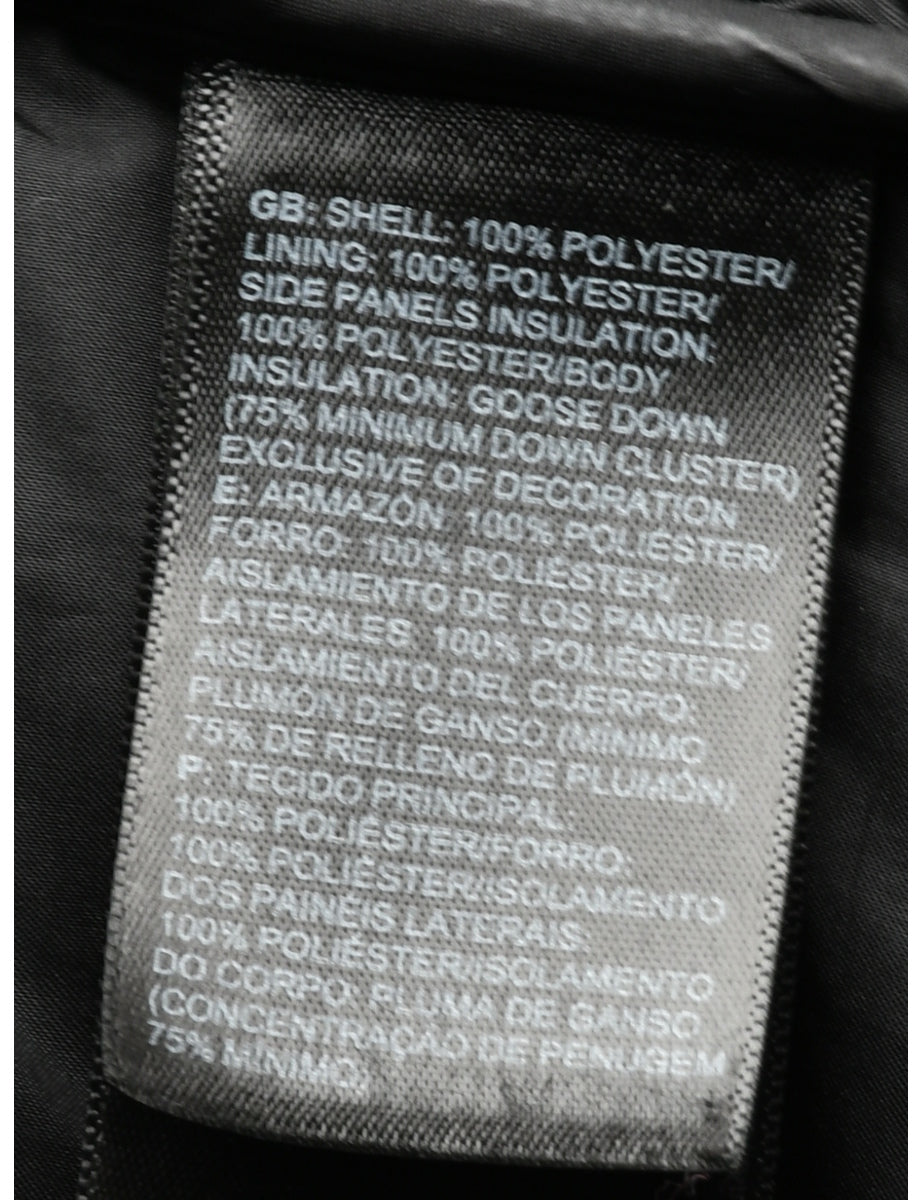 GB: SHELL: 100% POLYESTER/
LINING: 100% POLYESTER/
SIDE PANELS INSULATION:
100% POLYESTER/BODY
INSULATION: GOOSE DOWN
(75% MINIMUM DOWN CLUSTER)
EXCLUSIVE OF DECORATION
E: ARMAZÓN: 100% POLIÉSTER/
FORRO: 100% POLIÉSTER/
AISLAMIENTO DE LOS PANELES
LATERALES: 100% POLIÉSTER/
AISLAMIENTO DEL CUERPO:
PLUMÓN DE GANSO (MÍNIMO
75% DE RELLENO DE PLUMÓN)
P: TECIDO PRINCIPAL
100% POLIÉSTER/FORRO:
100% POLIÉSTER/ISOLAMENTO
DOS PAINÉIS LATERAIS:
100% POLIÉSTER/ISOLAMENTO
DO CORPO: PLUMA DE GANSO
(CONCENTRAÇÃO DE PENUGEM
75% MÍNIMO)